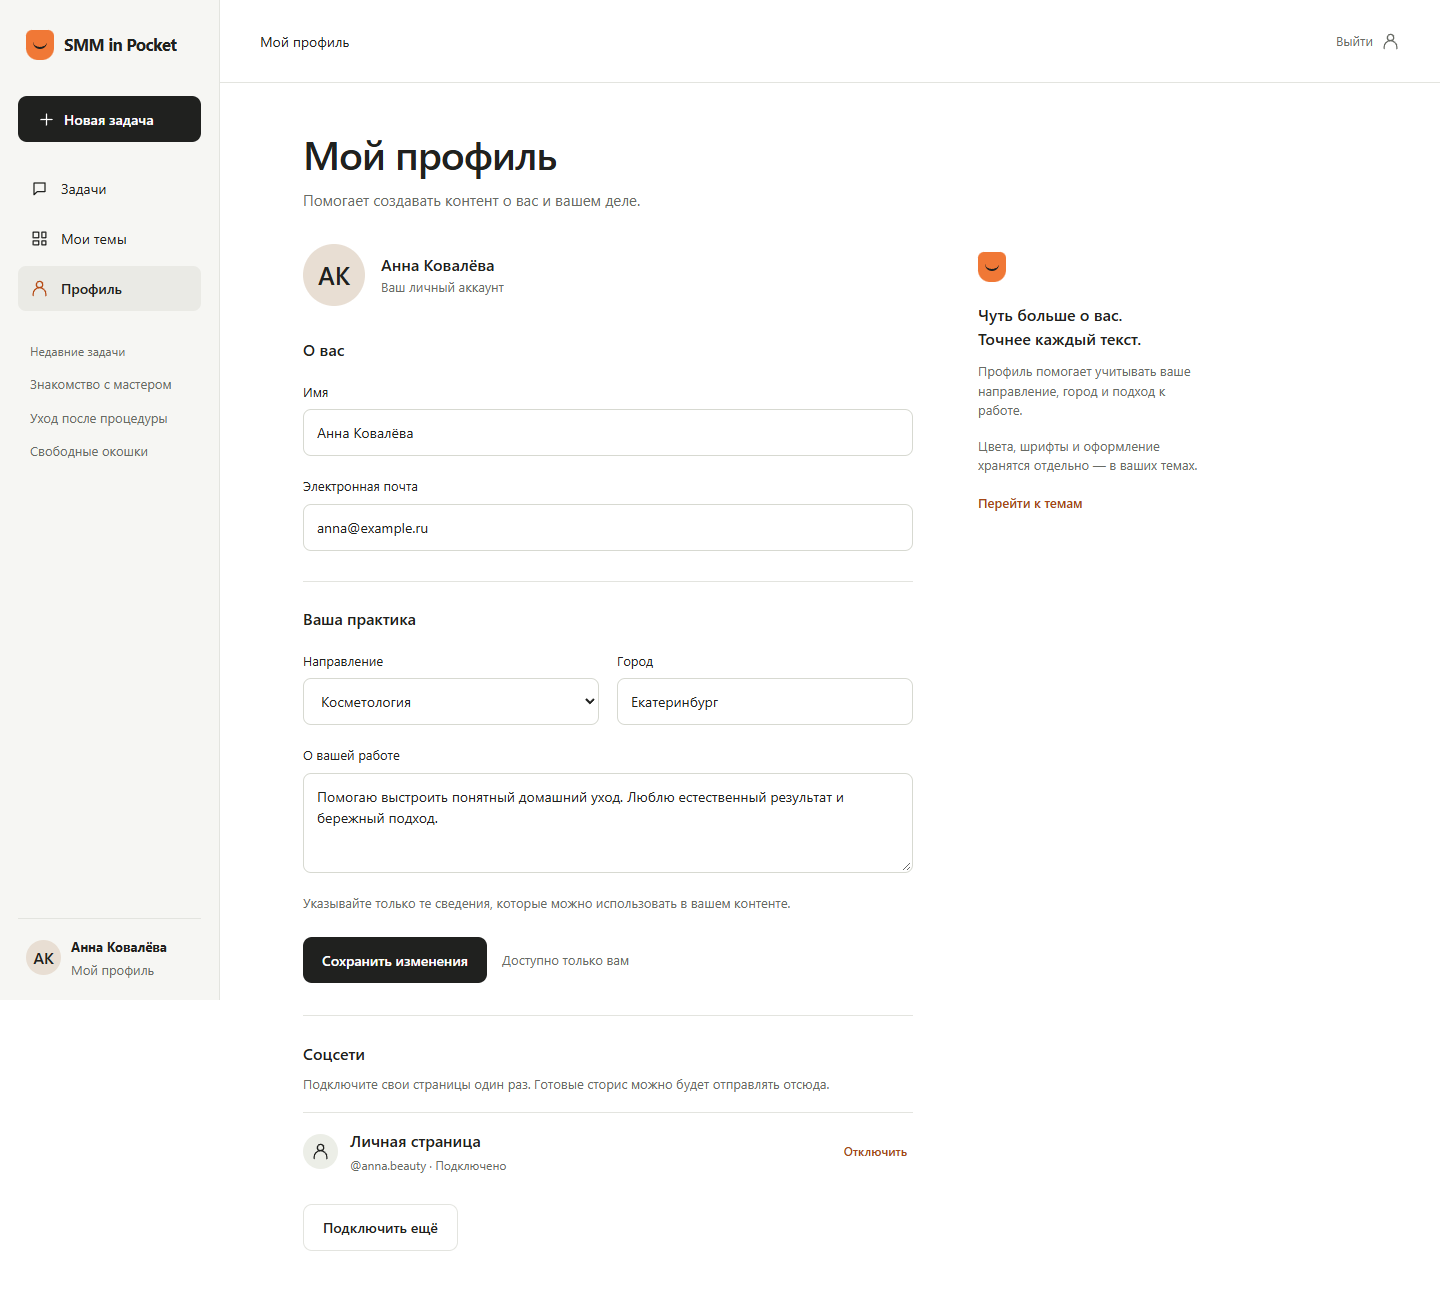 SMM in Pocket
Новая задача
Задачи
Мои темы
Профиль
Недавние задачи
Знакомство с мастером
Уход после процедуры
Свободные окошки
АК
Анна Ковалёва
Мой профиль
Мой профиль
Выйти
Мой профиль
Помогает создавать контент о вас и вашем деле.
АК
Анна Ковалёва
Ваш личный аккаунт
О вас
Имя
Анна Ковалёва
Электронная почта
anna@example.ru
Ваша практика
Направление
Город
Косметология
Екатеринбург
О вашей работе
Помогаю выстроить понятный домашний уход. Люблю естественный результат и
бережный подход.
Указывайте только те сведения, которые можно использовать в вашем контенте.
Сохранить изменения
Доступно только вам
Соцсети
Подключите свои страницы один раз. Готовые сторис можно будет отправлять отсюда.
Личная страница
@anna.beauty · Подключено
Отключить
Подключить ещё
Чуть больше о вас.
Точнее каждый текст.
Профиль помогает учитывать ваше
направление, город и подход к
работе.
Цвета, шрифты и оформление
хранятся отдельно — в ваших темах.
Перейти к темам